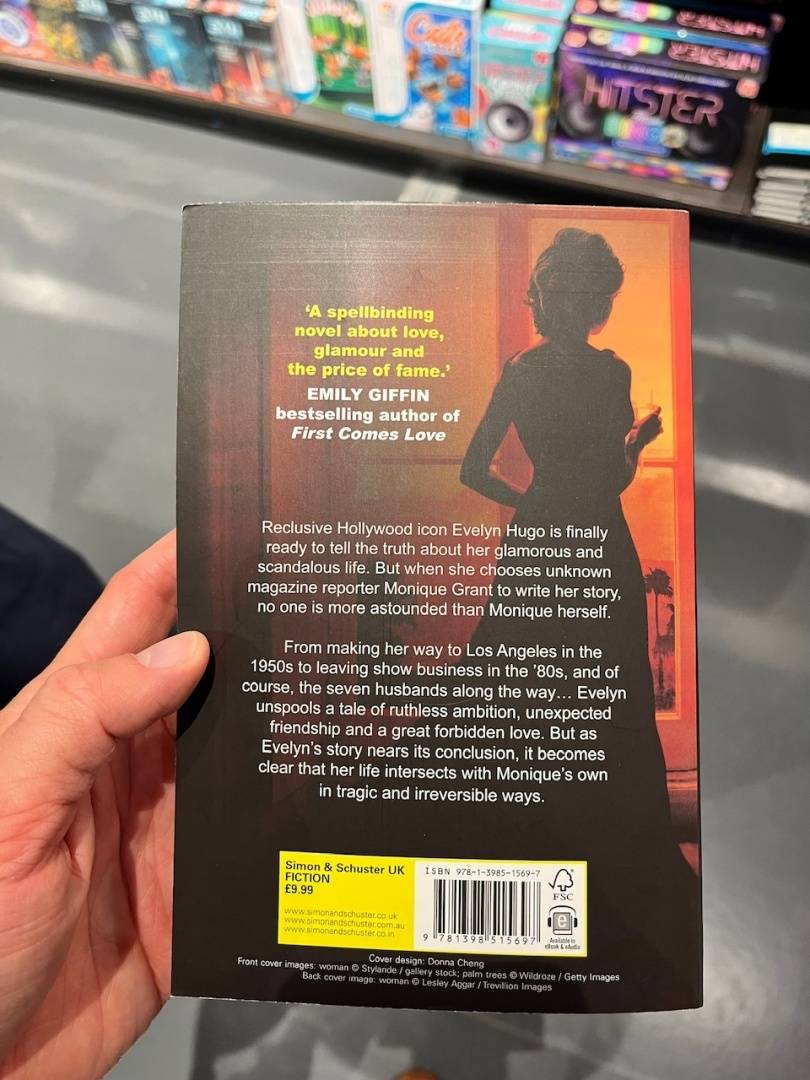 Cute
HITSTER
BINGO
HITSTER
'A spellbinding
novel about love,
glamour and
the price of fame.'
EMILY GIFFIN
bestselling author of
First Comes Love
Reclusive Hollywood icon Evelyn Hugo is finally
ready to tell the truth about her glamorous and
scandalous life. But when she chooses unknown
magazine reporter Monique Grant to write her story,
no one is more astounded than Monique herself.
From making her way to Los Angeles in the
1950s to leaving show business in the '80s, and of
course, the seven husbands along the way... Evelyn
unspools a tale of ruthless ambition, unexpected
friendship and a great forbidden love. But as
Evelyn's story nears its conclusion, it becomes
clear that her life intersects with Monique's own
in tragic and irreversible ways.
Simon & Schuster UK
FICTION
£9.99
www.simonandschuster.co.uk
www.simonandschuster.com.au
www.simonandschuster.co.in
ISBN 978-1-3985-1569-7
9 781398 515697
FSC
e
Available in
eBook & eAudio
Cover design: Donna Cheng
Front cover images: woman © Stylande / gallery stock; palm trees © Wildroze / Getty Images
Back cover image: woman © Lesley Aggar / Trevillion Images